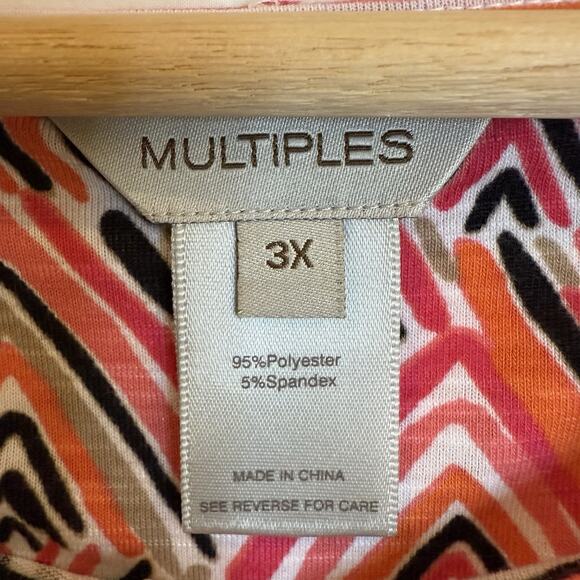 MULTIPLES
3X
95%Polyester
5%Spandex
MADE IN CHINA
SEE REVERSE FOR CARE